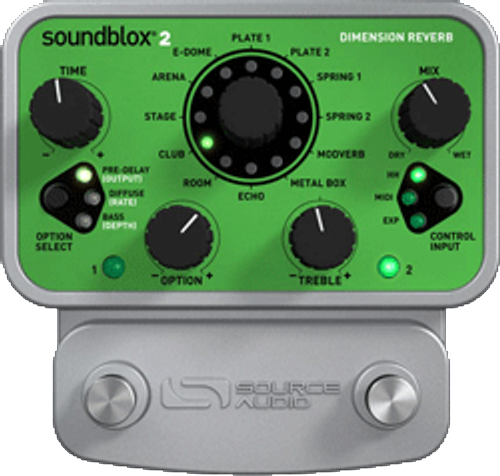 soundblox® 2
DIMENSION REVERB
TIME
- +
PRE-DELAY
(OUTPUT)
DIFFUSE
(RATE)
BASS
(DEPTH)
OPTION
SELECT
PLATE 1
E-DOME
PLATE 2
ARENA
SPRING 1
STAGE
SPRING 2
CLUB
MODVERB
ROOM
METAL BOX
ECHO
MIX
DRY WET
HH
MIDI
EXP
CONTROL
INPUT
1
- OPTION +
- TREBLE +
2
SOURCE
AUDIO